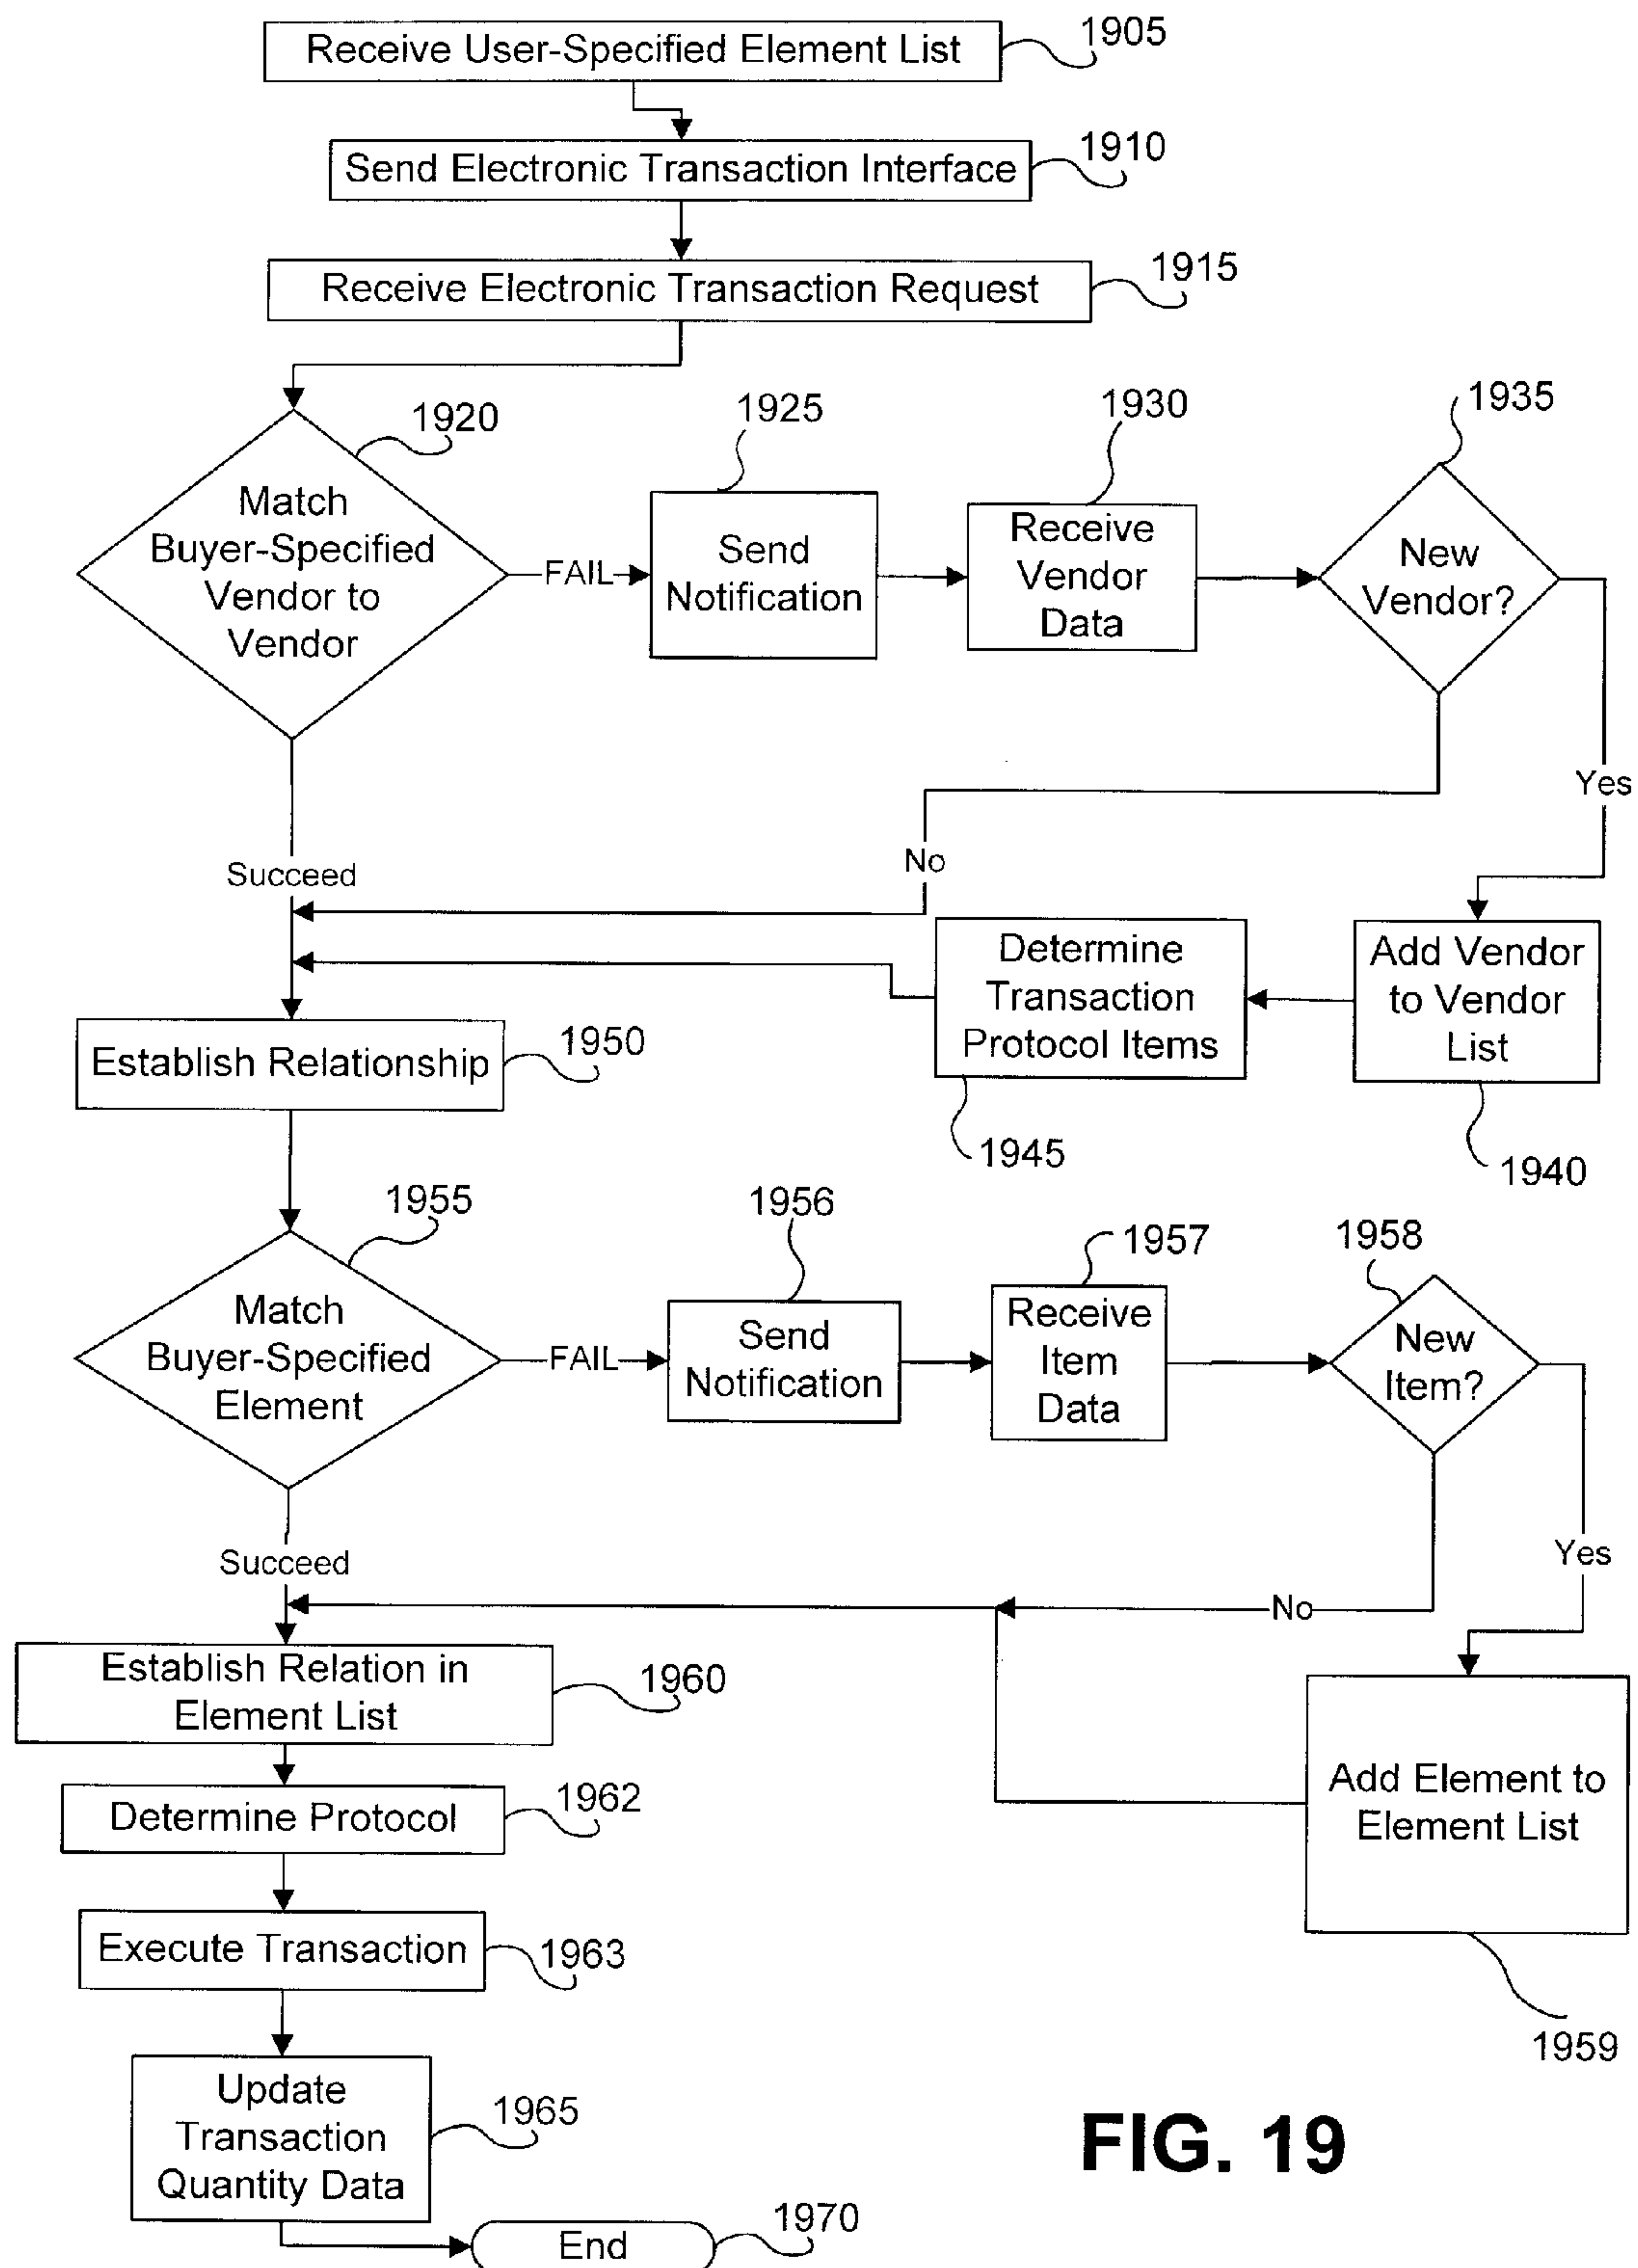 Receive User-Specified Element List
1905
Send Electronic Transaction Interface
1910
Receive Electronic Transaction Request
1915
1920
Match
Buyer-Specified
Vendor to
Vendor
FAIL
1925
Send
Notification
1930
Receive
Vendor
Data
1935
New
Vendor?
Yes
No
Succeed
Add Vendor
to Vendor
List
1940
Determine
Transaction
Protocol Items
1945
Establish Relationship
1950
1955
Match
Buyer-Specified
Element
FAIL
1956
Send
Notification
1957
Receive
Item
Data
1958
New
Item?
Yes
No
Succeed
Add Element to
Element List
1959
Establish Relation in
Element List
1960
Determine Protocol
1962
Execute Transaction
1963
Update
Transaction
Quantity Data
1965
End
1970
FIG. 19